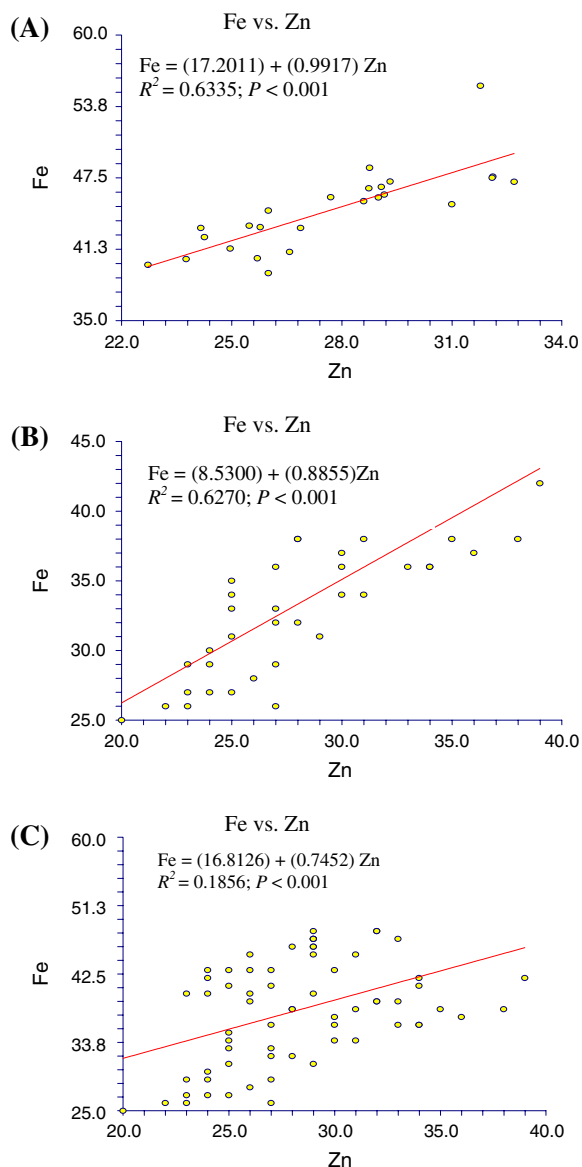 (A)
Fe vs. Zn
60.0
Fe = (17.2011) + (0.9917) Zn
R² = 0.6335; P < 0.001
53.8
Fe
47.5
41.3
35.0
22.0 25.0 28.0 31.0 34.0
Zn
(B)
Fe vs. Zn
45.0
Fe = (8.5300) + (0.8855)Zn
R² = 0.6270; P < 0.001
40.0
Fe
35.0
30.0
25.0
20.0 25.0 30.0 35.0 40.0
Zn
(C)
Fe vs. Zn
60.0
Fe = (16.8126) + (0.7452) Zn
R² = 0.1856; P < 0.001
51.3
Fe
42.5
33.8
25.0
20.0 25.0 30.0 35.0 40.0
Zn